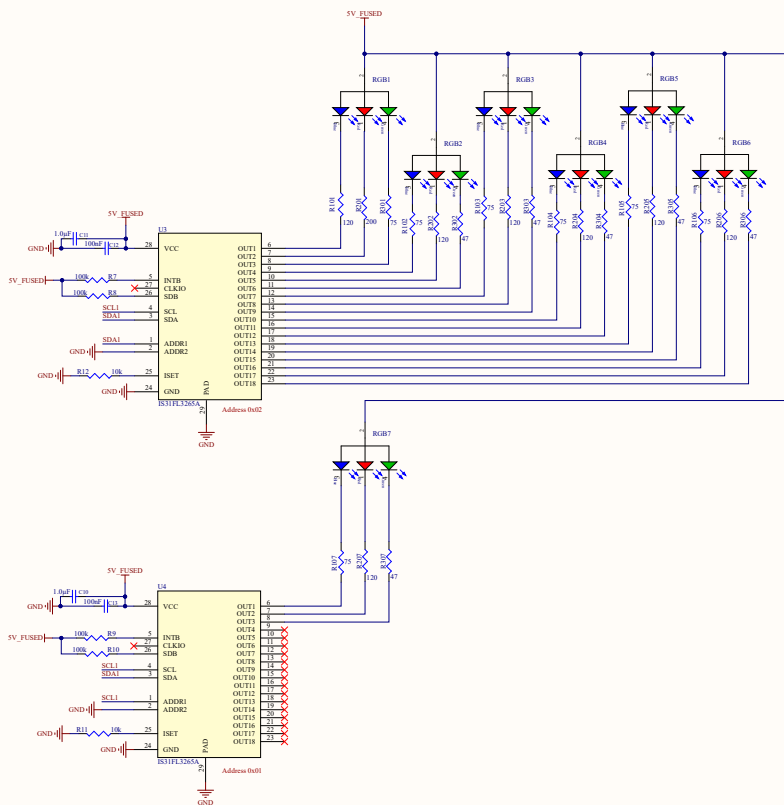 5V_FUSED
2
RGB1
2
RGB3
2
RGB5
2
RGB2
2
RGB4
2
RGB6
R101
120
R201
200
R301
75
R102
75
R202
120
R302
47
R103
75
R203
120
R303
47
R104
75
R204
120
R304
47
R105
75
R205
120
R305
47
R106
75
R206
120
R306
47
5V_FUSED
U3
1.0µF C11
GND
100nF C12
28 VCC
OUT1 6
OUT2 7
OUT3 8
OUT4 9
OUT5 10
OUT6 11
OUT7 12
OUT8 13
OUT9 14
OUT10 15
OUT11 16
OUT12 17
OUT13 18
OUT14 19
OUT15 20
OUT16 21
OUT17 22
OUT18 23
5V_FUSED
100k R7
5 INTB
27 CLKIO
100k R8
26 SDB
SCL1 4 SCL
SDA1 3 SDA
SDA1 1 ADDR1
GND 2 ADDR2
GND R12 10k 25 ISET
GND 24 GND
PAD
29
IS31FL3265A
Address 0x02
GND
2
RGB7
R107
75
R207
120
R307
47
5V_FUSED
U4
1.0µF C10
GND
100nF C13
28 VCC
OUT1 6
OUT2 7
OUT3 8
OUT4 9
OUT5 10
OUT6 11
OUT7 12
OUT8 13
OUT9 14
OUT10 15
OUT11 16
OUT12 17
OUT13 18
OUT14 19
OUT15 20
OUT16 21
OUT17 22
OUT18 23
5V_FUSED
100k R9
5 INTB
27 CLKIO
100k R10
26 SDB
SCL1 4 SCL
SDA1 3 SDA
SCL1 1 ADDR1
GND 2 ADDR2
GND R11 10k 25 ISET
GND 24 GND
PAD
29
IS31FL3265A
Address 0x01
GND